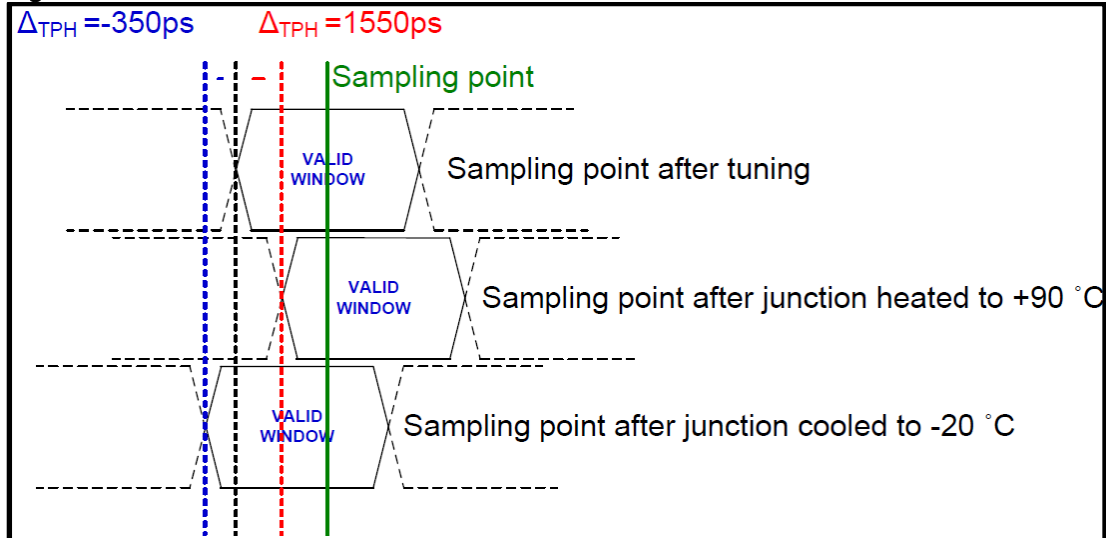 ΔTPH =-350ps
ΔTPH =1550ps
Sampling point
VALID
WINDOW
Sampling point after tuning
VALID
WINDOW
Sampling point after junction heated to +90 °C
VALID
WINDOW
Sampling point after junction cooled to -20 °C